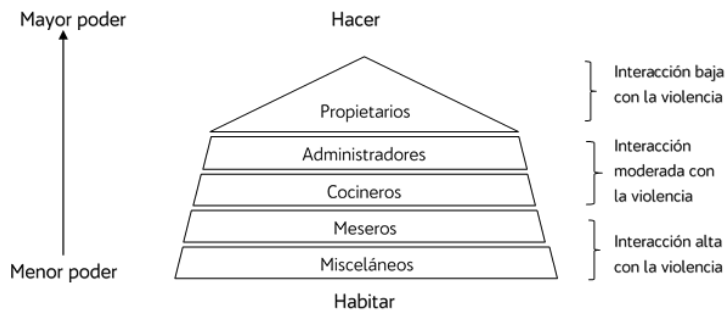 Mayor poder
Hacer
Propietarios
Interacción baja
con la violencia
Administradores
Cocineros
Interacción
moderada con
la violencia
Meseros
Misceláneos
Interacción alta
con la violencia
Menor poder
Habitar